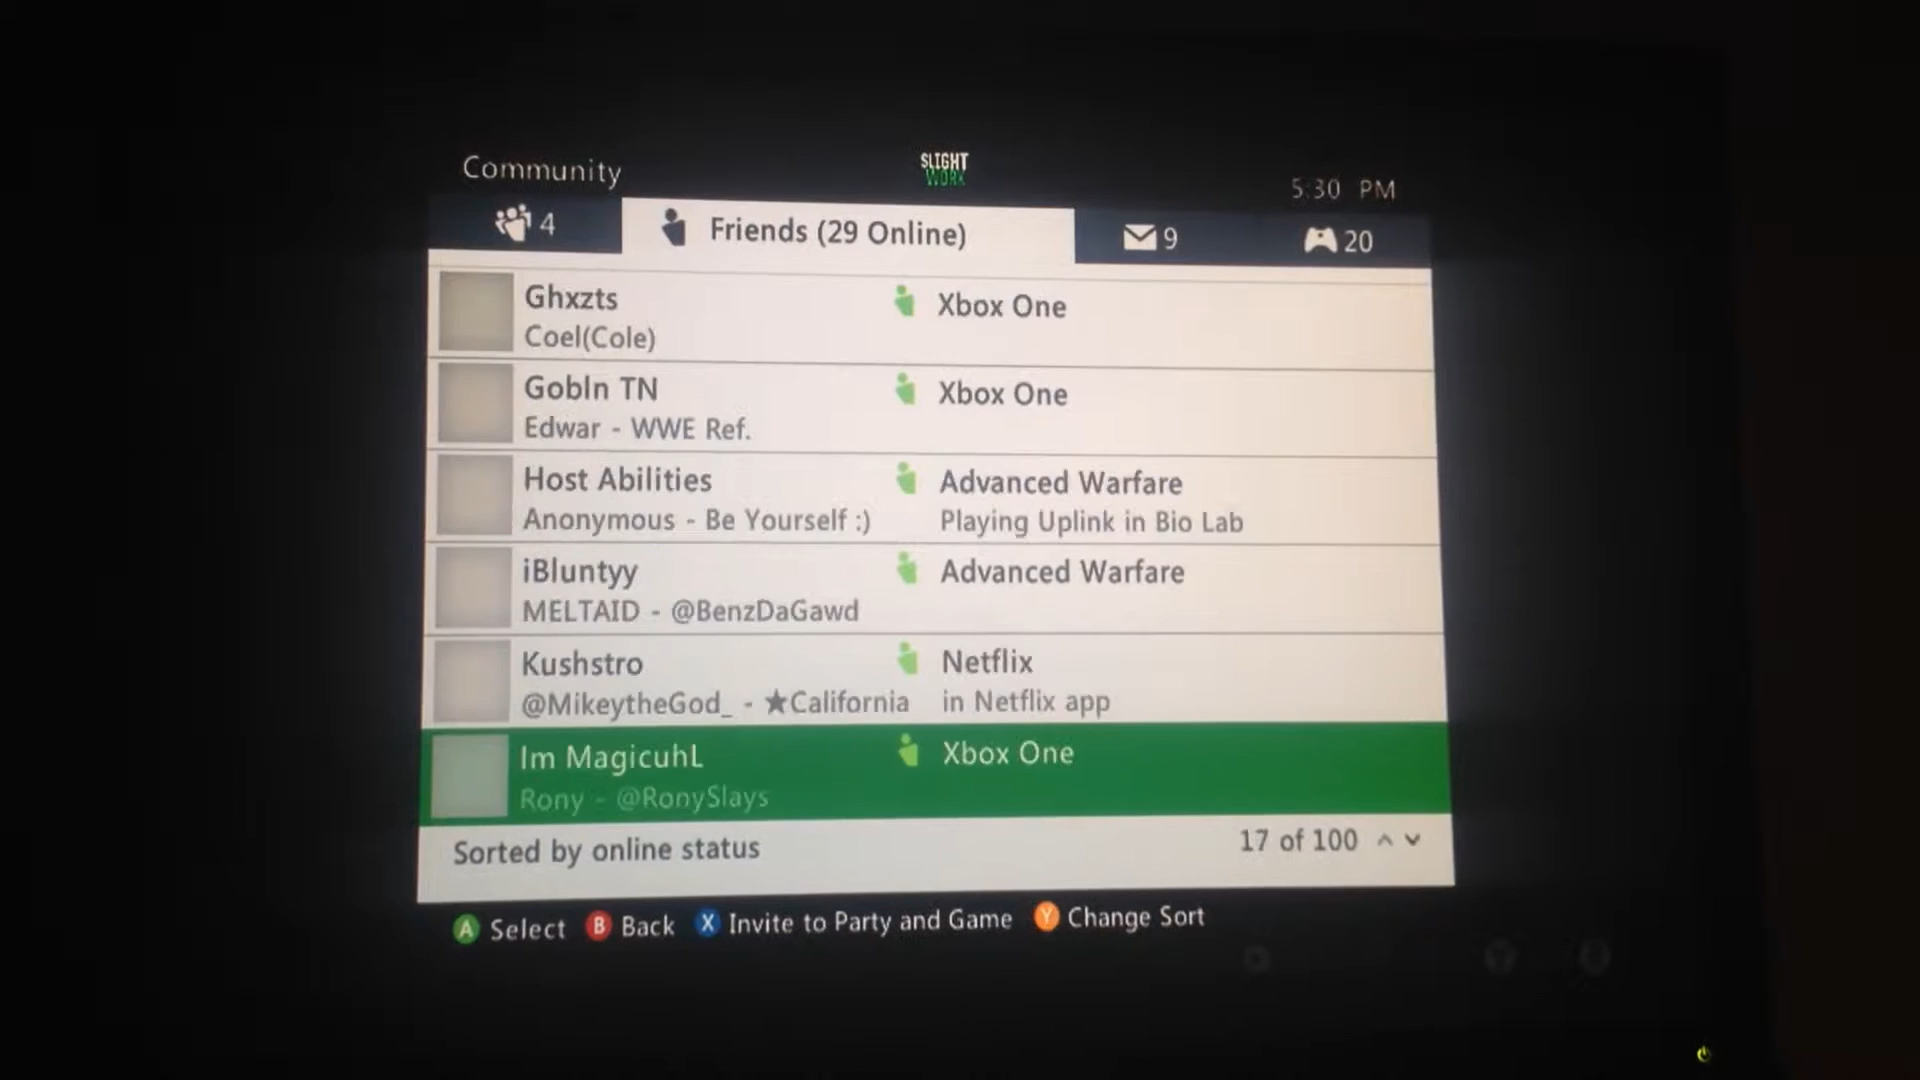 Community
SLIGHT
WORK
5:30 PM
4
Friends (29 Online)
9
20
Ghxzts
Xbox One
Coel(Cole)
Gobln TN
Xbox One
Edwar - WWE Ref.
Host Abilities
Advanced Warfare
Anonymous - Be Yourself :)
Playing Uplink in Bio Lab
iBluntyy
Advanced Warfare
MELTAID - @BenzDaGawd
Kushstro
Netflix
@MikeytheGod_ - ★California
in Netflix app
Im MagicuhL
Xbox One
Rony - @RonySlays
Sorted by online status
17 of 100
A Select B Back X Invite to Party and Game Y Change Sort